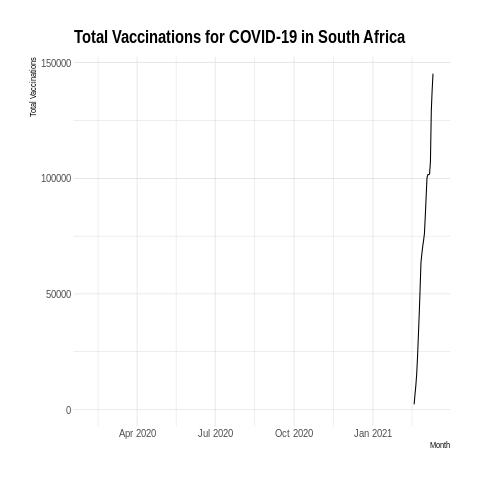 Total Vaccinations for COVID-19 in South Africa
Total Vaccinations
150000
100000
50000
0
Apr 2020 Jul 2020 Oct 2020 Jan 2021
Month